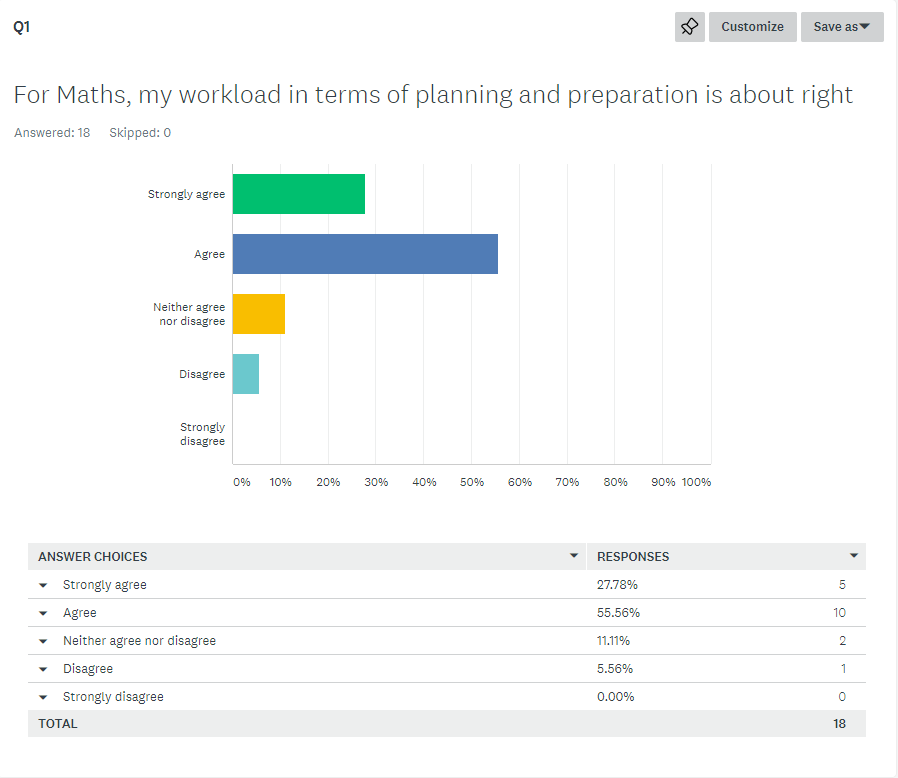 Q1
Customize
Save as
For Maths, my workload in terms of planning and preparation is about right
Answered: 18 Skipped: 0
Strongly agree
Agree
Neither agree
nor disagree
Disagree
Strongly
disagree
0% 10% 20% 30% 40% 50% 60% 70% 80% 90% 100%
ANSWER CHOICES RESPONSES
Strongly agree 27.78% 5
Agree 55.56% 10
Neither agree nor disagree 11.11% 2
Disagree 5.56% 1
Strongly disagree 0.00% 0
TOTAL 18